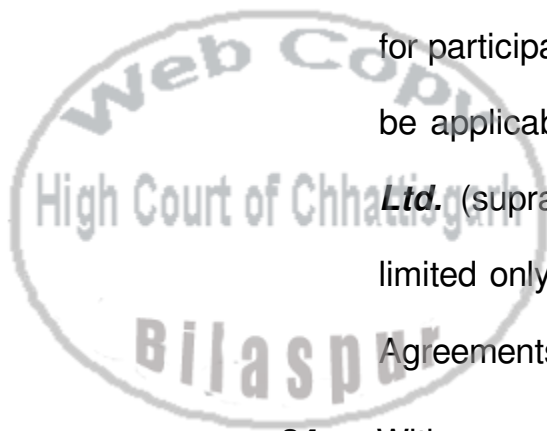 for participa
Web Copy
be applicab
High Court of Chhattisgarh
Ltd. (supra
limited only
Bilaspur
Agreements